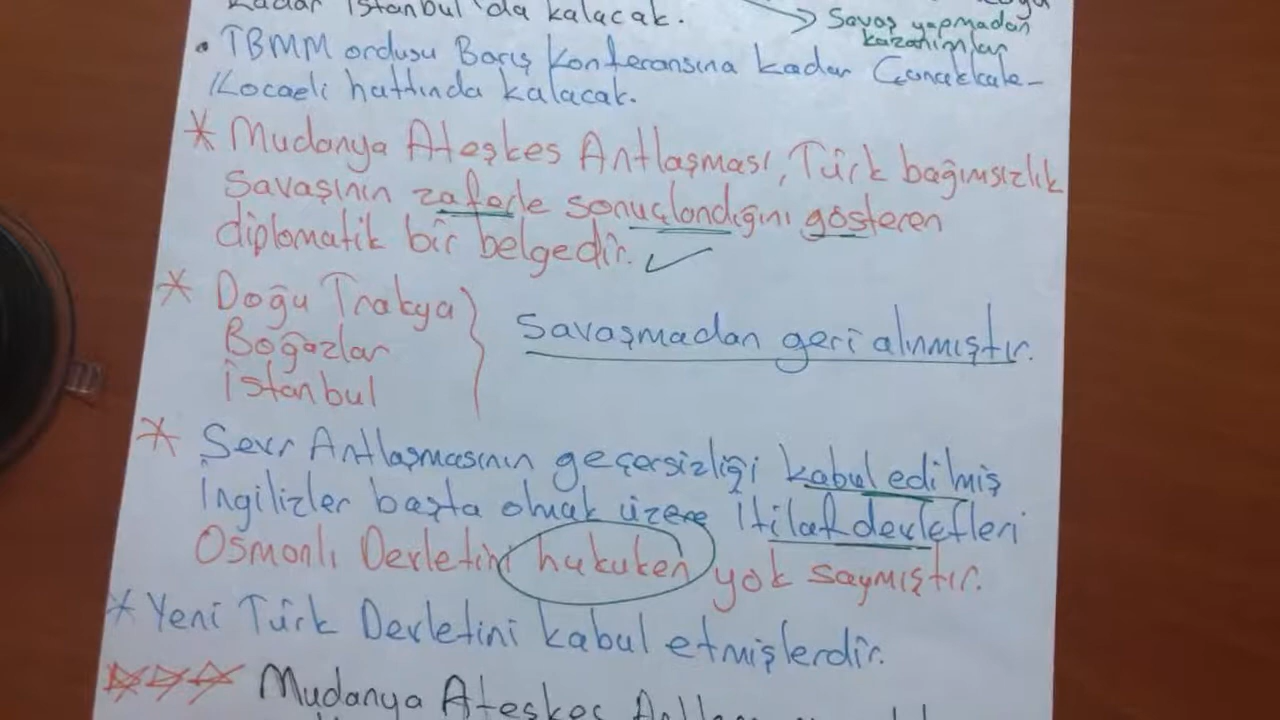 Kadar İstanbul'da kalacak.
→ Savaş yapmadan
kazanımlar
• TBMM ordusu Barış Konferansına kadar Çanakkale-
Kocaeli hattında kalacak.
* Mudanya Ateşkes Antlaşması, Türk bağımsızlık
Savaşının zaferle sonuçlandığını gösteren
diplomatik bir belgedir. ✓
* Doğu Trakya
Boğazlar
İstanbul
} Savaşmadan geri alınmıştır.
* Sevr Antlaşmasının geçersizliği kabul edilmiş
İngilizler başta olmak üzere İtilaf devletleri
Osmanlı Devletini hukuken yok saymıştır.
* Yeni Türk Devletini kabul etmişlerdir.
*** Mudanya Ateşkes